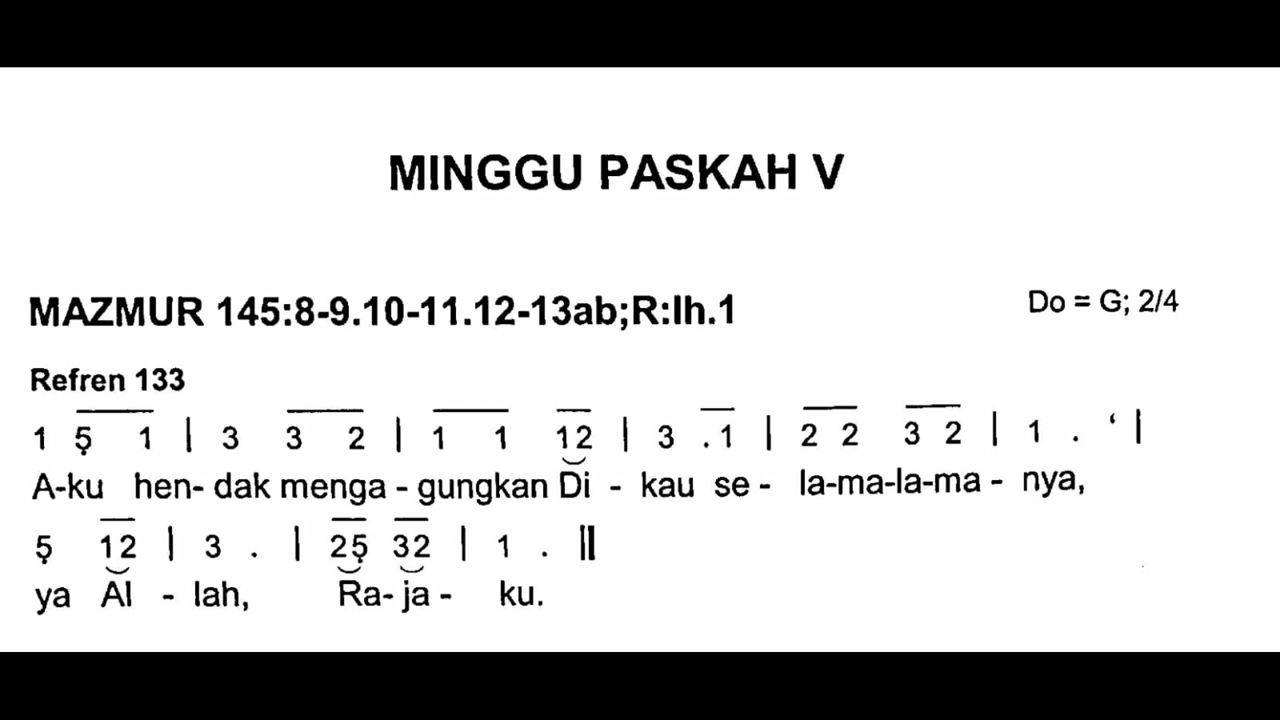 MINGGU PASKAH V
MAZMUR 145:8-9.10-11.12-13ab;R:lh.1
Do = G; 2/4
Refren 133
1 5̣ 1 | 3 3 2 | 1 1 12 | 3 .1 | 2 2 3 2 | 1 . ‘ |
A-ku hen- dak menga - gungkan Di - kau se - la-ma-la-ma - nya,
5̣ 12 | 3 . | 25̣ 32 | 1 . ||
ya Al - lah, Ra- ja - ku.